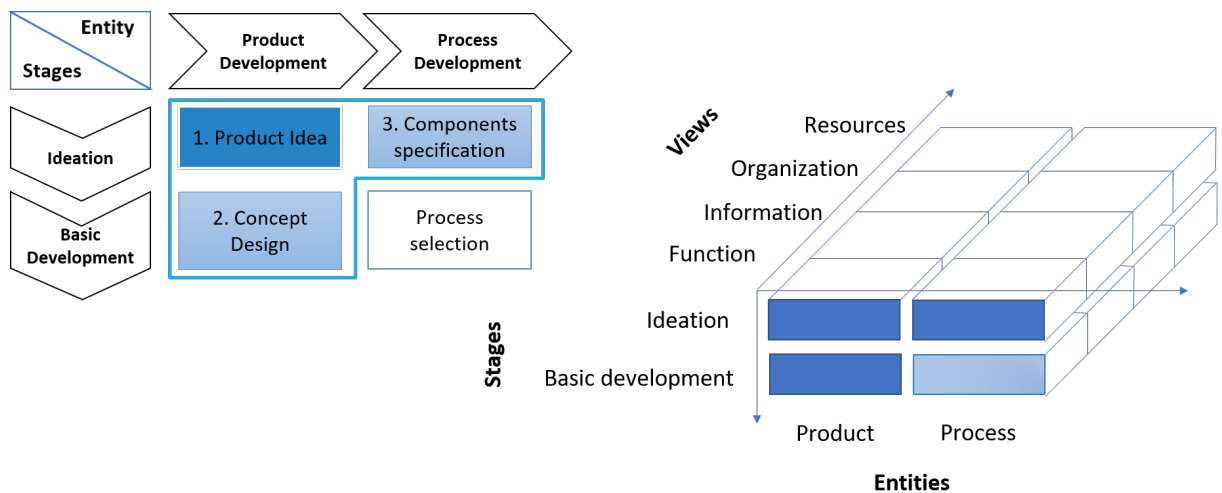 Entity
Stages
Product
Development
Process
Development
Ideation
1. Product Idea
3. Components
specification
Basic
Development
2. Concept
Design
Process
selection
Views
Resources
Organization
Information
Function
Stages
Ideation
Basic development
Product
Process
Entities